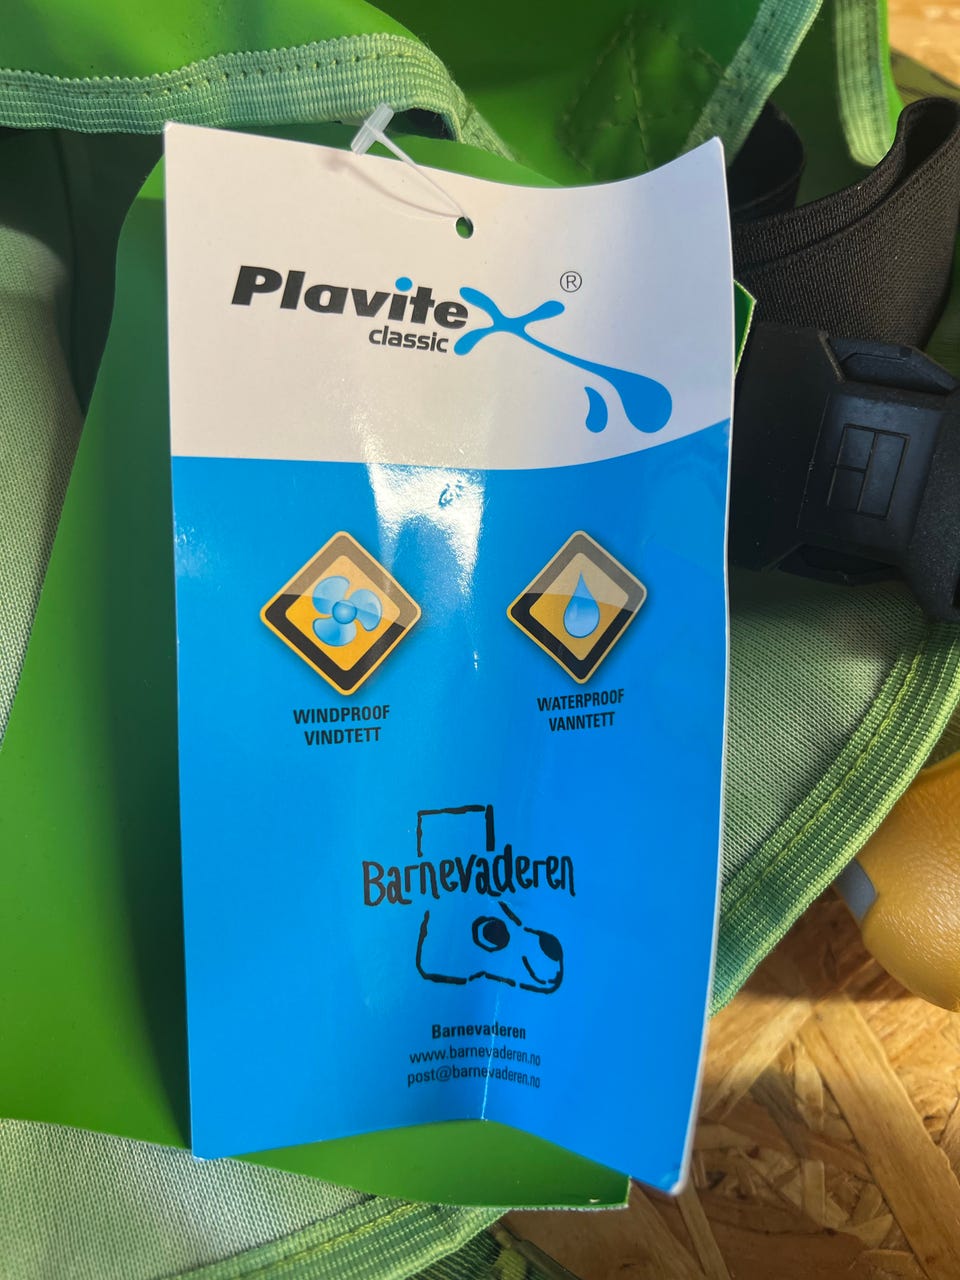 Plavitex ®
classic
WINDPROOF
VINDTETT
WATERPROOF
VANNTETT
Barnevaderen
Barnevaderen
www.barnevaderen.no
post@barnevaderen.no